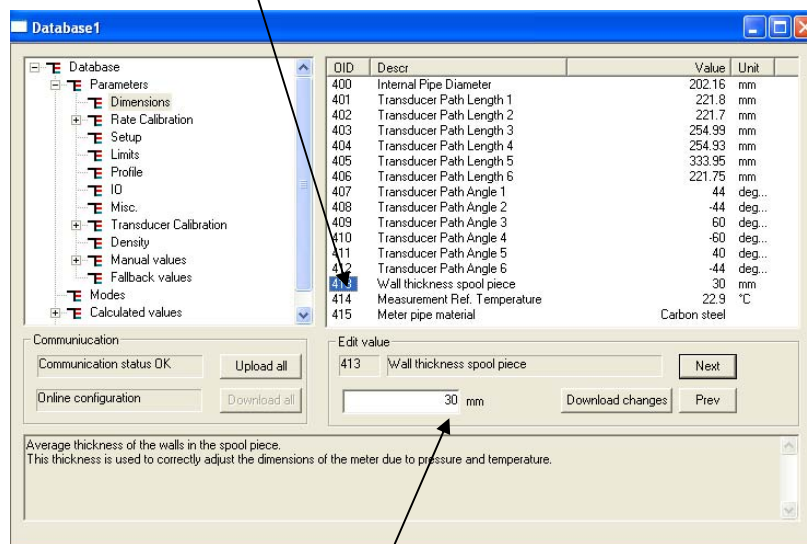 Database1
Database
Parameters
Dimensions
Rate Calibration
Setup
Limits
Profile
IO
Misc.
Transducer Calibration
Density
Manual values
Fallback values
Modes
Calculated values
OID Descr Value Unit
400 Internal Pipe Diameter 202.16 mm
401 Transducer Path Length 1 221.8 mm
402 Transducer Path Length 2 221.7 mm
403 Transducer Path Length 3 254.99 mm
404 Transducer Path Length 4 254.93 mm
405 Transducer Path Length 5 333.95 mm
406 Transducer Path Length 6 221.75 mm
407 Transducer Path Angle 1 44 deg...
408 Transducer Path Angle 2 -44 deg...
409 Transducer Path Angle 3 60 deg...
410 Transducer Path Angle 4 -60 deg...
411 Transducer Path Angle 5 40 deg...
412 Transducer Path Angle 6 -44 deg...
413 Wall thickness spool piece 30 mm
414 Measurement Ref. Temperature 22.9 °C
415 Meter pipe material Carbon steel
Communiucation
Communication status OK Upload all
Online configuration Download all
Edit value
413 Wall thickness spool piece Next
30 mm Download changes Prev
Average thickness of the walls in the spool piece.
This thickness is used to correctly adjust the dimensions of the meter due to pressure and temperature.